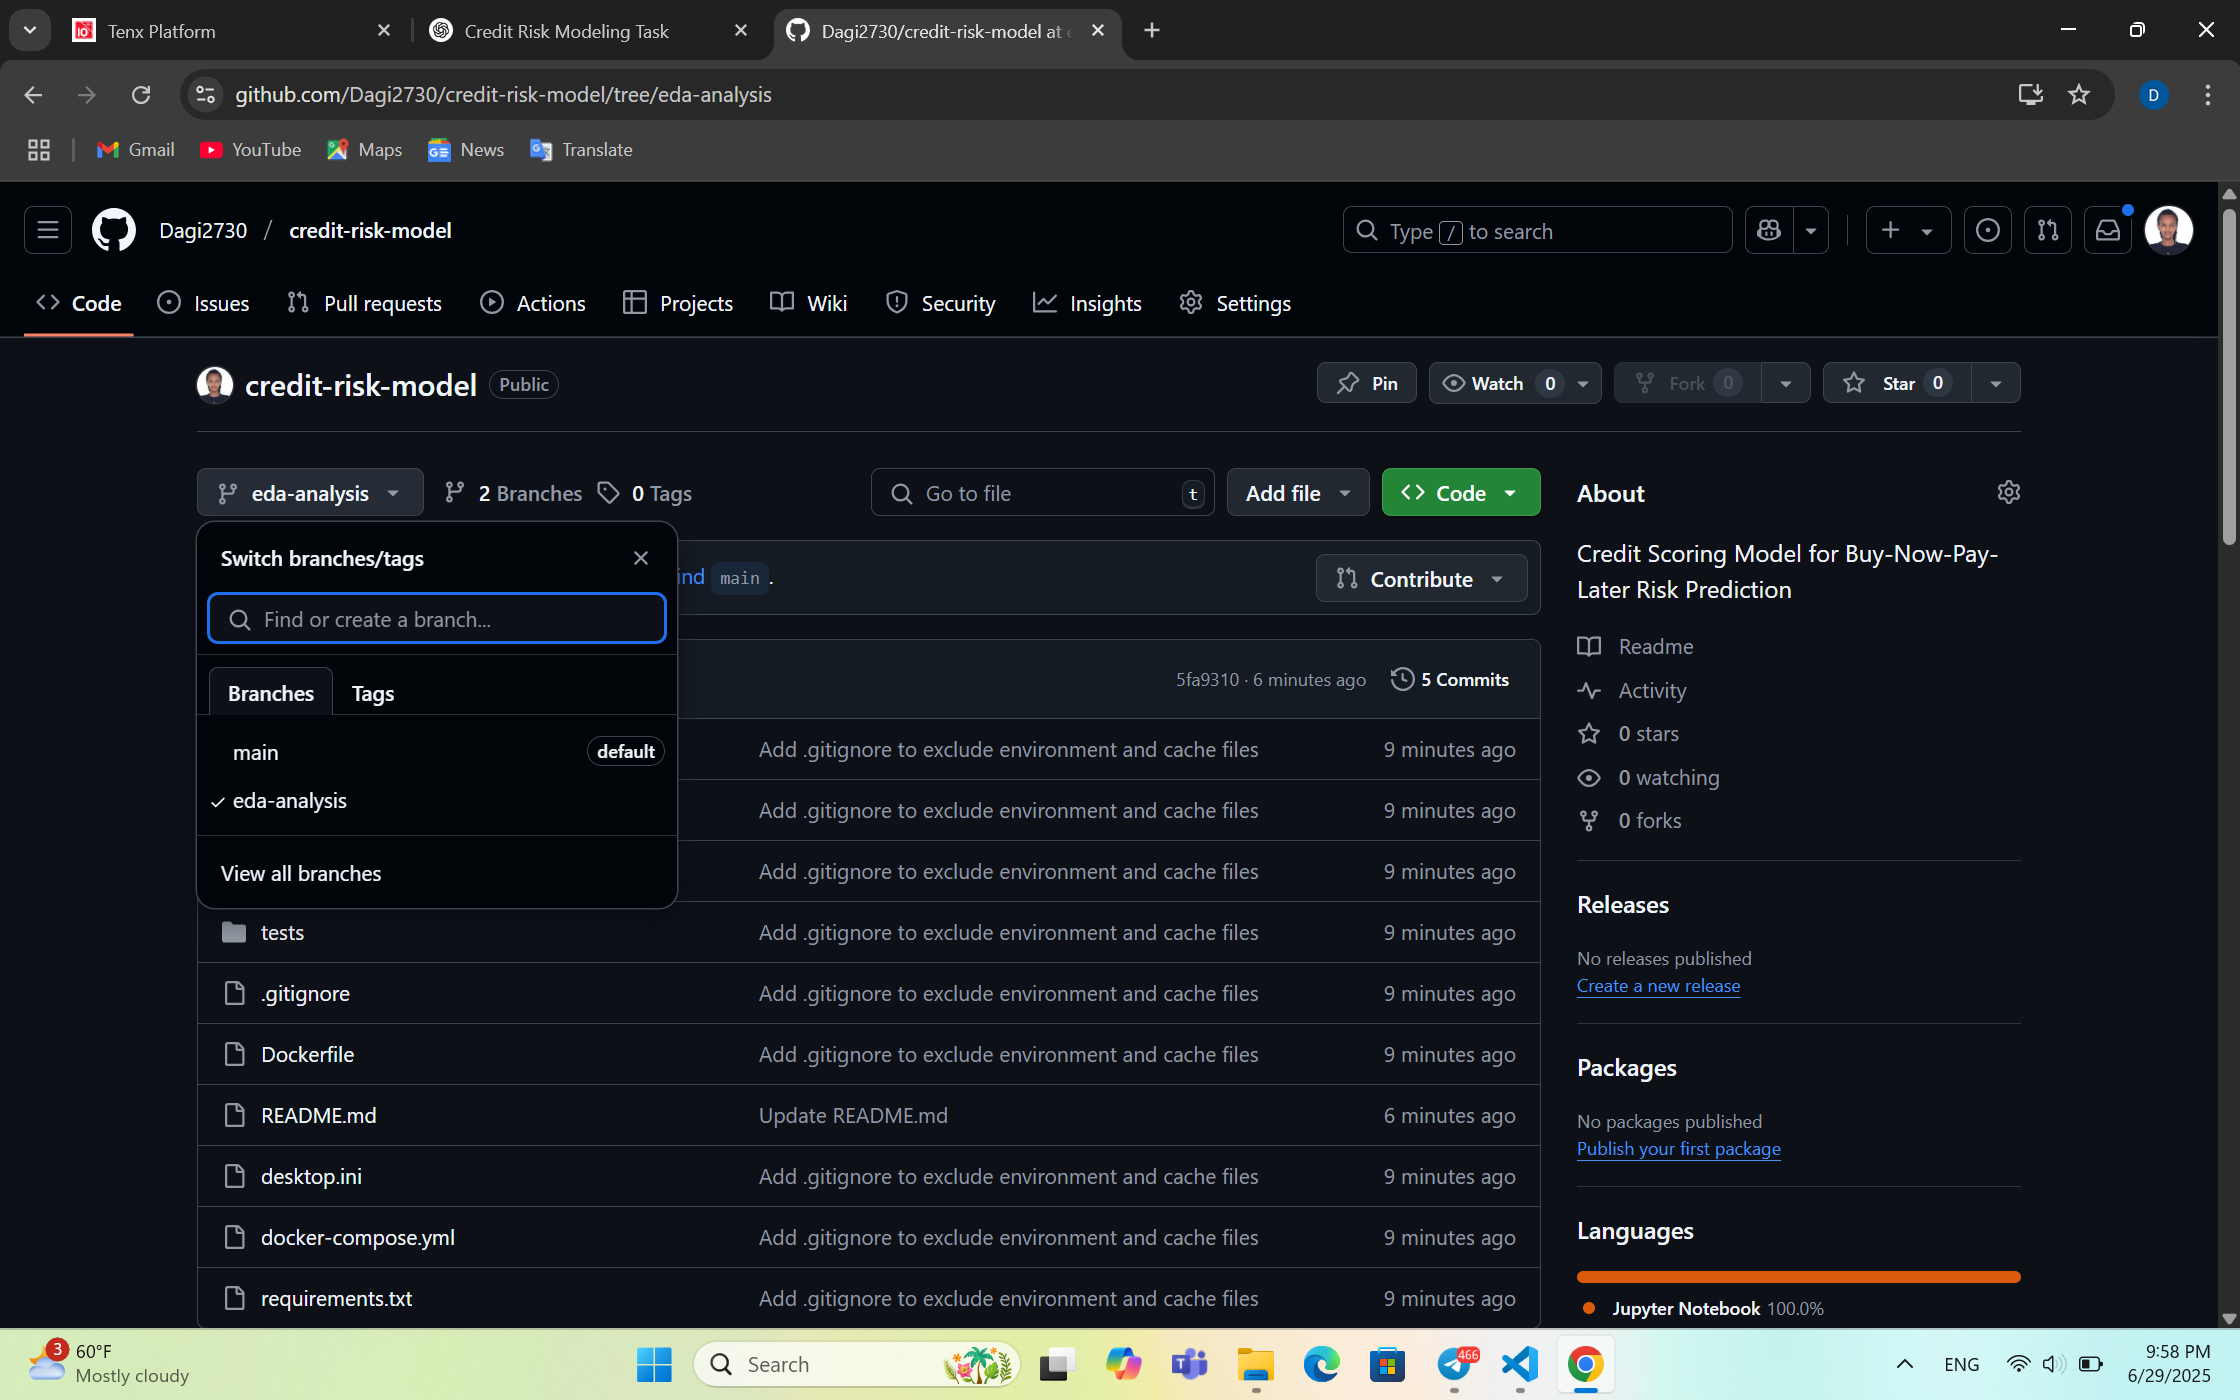 Tenx Platform
Credit Risk Modeling Task
Dagi2730/credit-risk-model at
github.com/Dagi2730/credit-risk-model/tree/eda-analysis
D
Gmail
YouTube
Maps
News
Translate
Dagi2730 / credit-risk-model
Type / to search
Code
Issues
Pull requests
Actions
Projects
Wiki
Security
Insights
Settings
credit-risk-model Public
Pin
Watch 0
Fork 0
Star 0
eda-analysis
2 Branches
0 Tags
Go to file t
Add file
Code
Switch branches/tags
Find or create a branch...
Branches
Tags
main default
eda-analysis
View all branches
ind main .
Contribute
5fa9310 · 6 minutes ago
5 Commits
Add .gitignore to exclude environment and cache files 9 minutes ago
Add .gitignore to exclude environment and cache files 9 minutes ago
Add .gitignore to exclude environment and cache files 9 minutes ago
tests Add .gitignore to exclude environment and cache files 9 minutes ago
.gitignore Add .gitignore to exclude environment and cache files 9 minutes ago
Dockerfile Add .gitignore to exclude environment and cache files 9 minutes ago
README.md Update README.md 6 minutes ago
desktop.ini Add .gitignore to exclude environment and cache files 9 minutes ago
docker-compose.yml Add .gitignore to exclude environment and cache files 9 minutes ago
requirements.txt Add .gitignore to exclude environment and cache files 9 minutes ago
About
Credit Scoring Model for Buy-Now-Pay-
Later Risk Prediction
Readme
Activity
0 stars
0 watching
0 forks
Releases
No releases published
Create a new release
Packages
No packages published
Publish your first package
Languages
Jupyter Notebook 100.0%
3
60°F
Mostly cloudy
Search
466
ENG
9:58 PM
6/29/2025